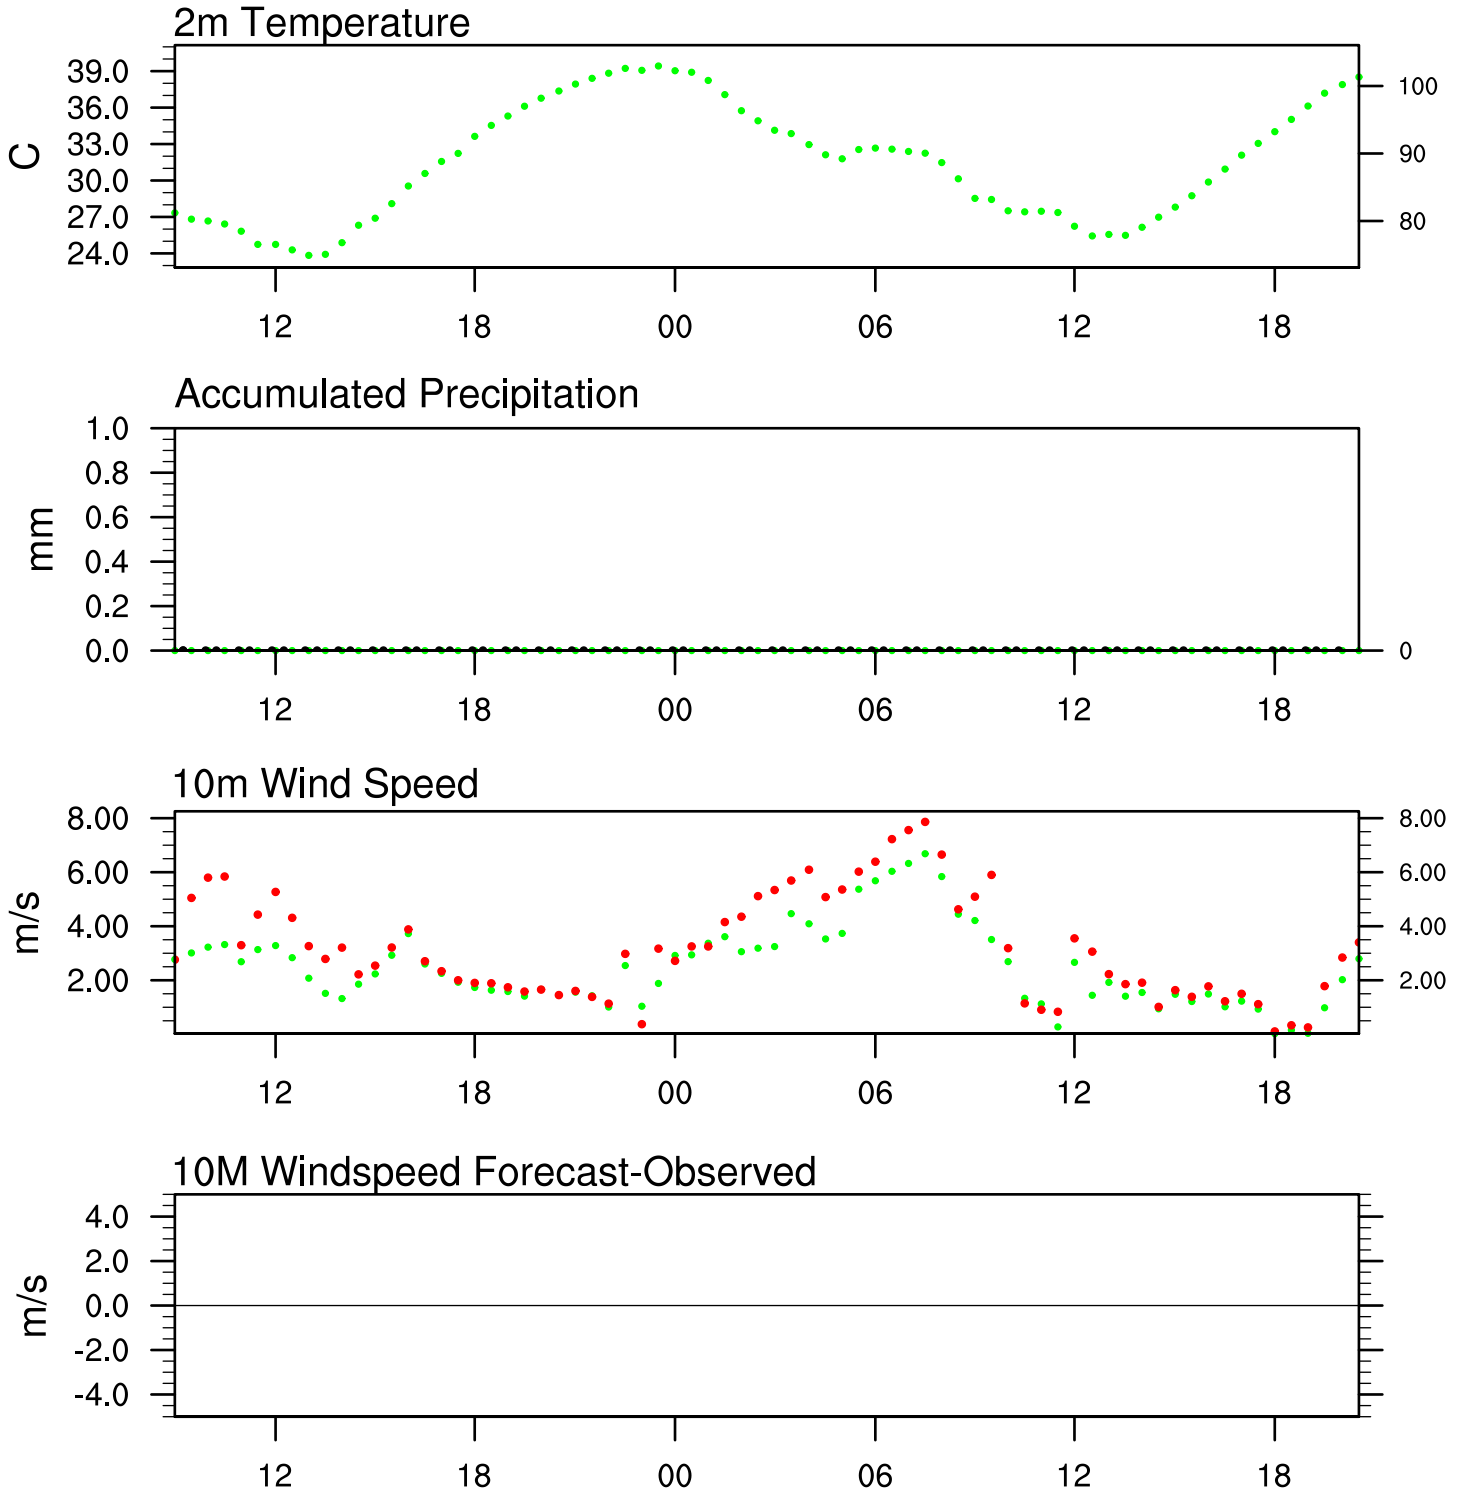 2m Temperature
39.0
36.0
33.0
30.0
27.0
24.0
C
100
90
80
12 18 00 06 12 18
Accumulated Precipitation
1.0
0.8
0.6
0.4
0.2
0.0
mm
0
12 18 00 06 12 18
10m Wind Speed
8.00 8.00
6.00 6.00
4.00 4.00
2.00 2.00
m/s
12 18 00 06 12 18
10M Windspeed Forecast-Observed
4.0
2.0
0.0
-2.0
-4.0
m/s
12 18 00 06 12 18